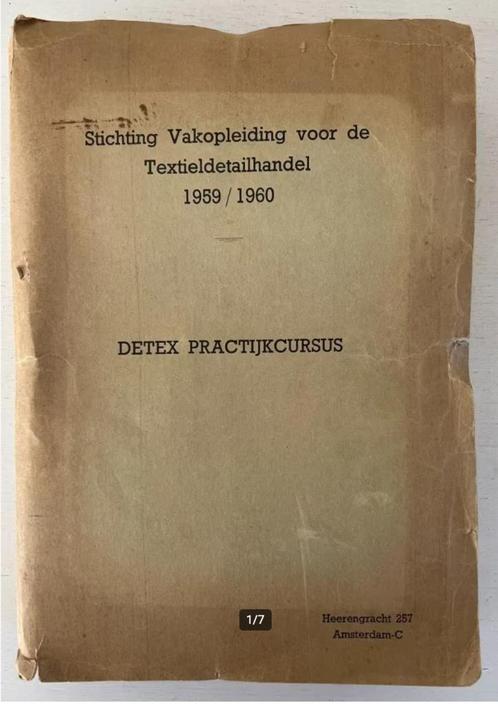 Stichting Vakopleiding voor de
Textieldetailhandel
1959 / 1960
DETEX PRACTIJKCURSUS
1/7
Heerengracht 257
Amsterdam-C